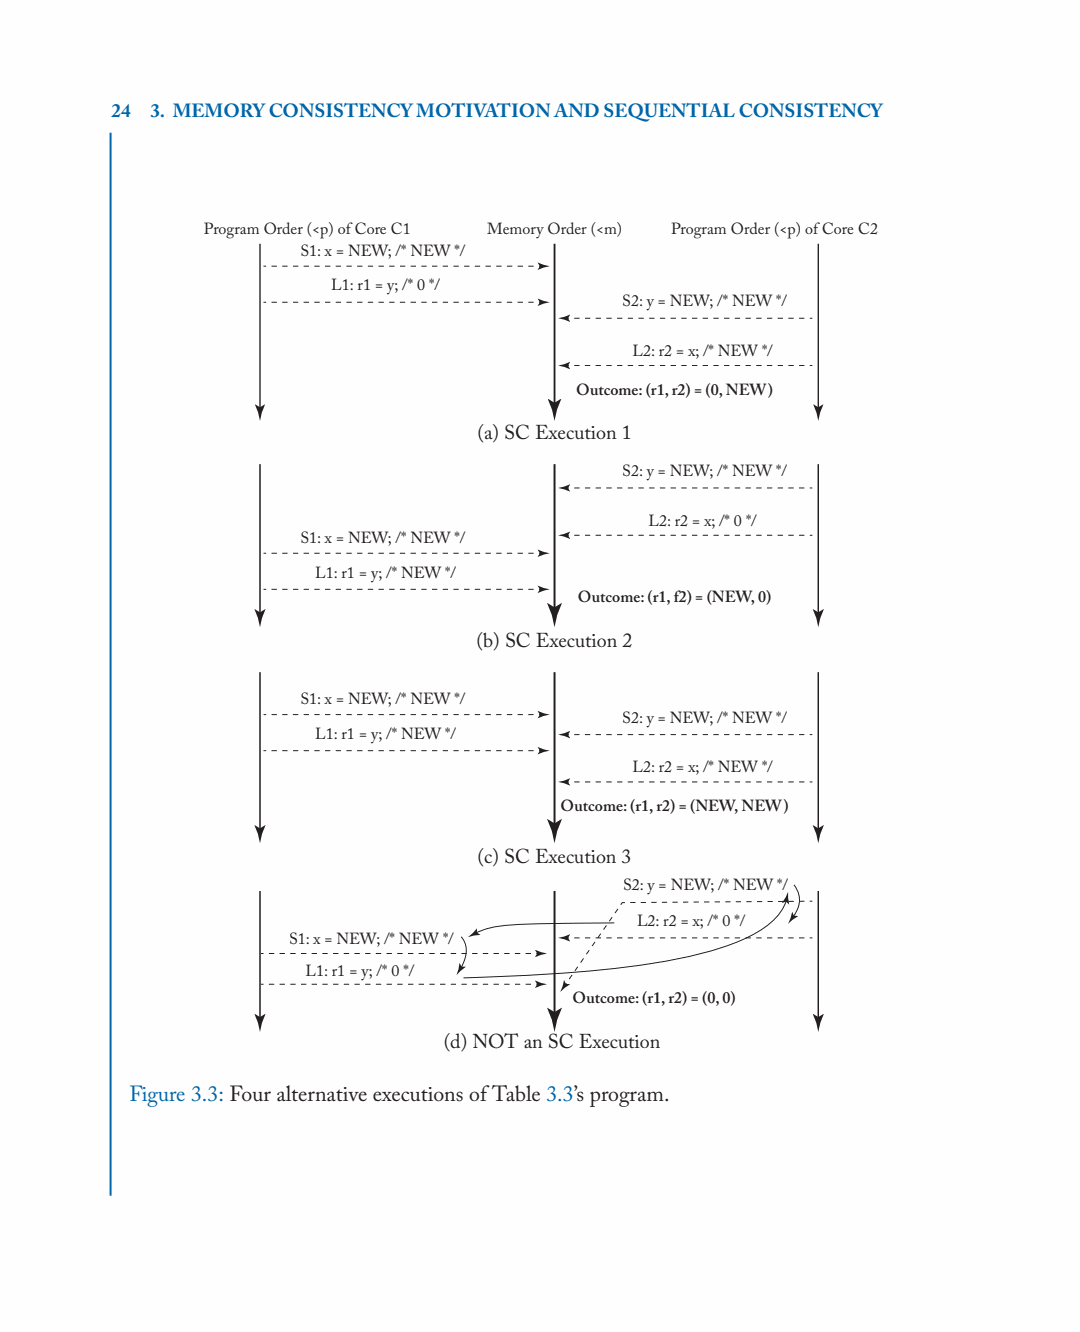 24 3. MEMORY CONSISTENCY MOTIVATION AND SEQUENTIAL CONSISTENCY
Program Order (<p) of Core C1 Memory Order (<m) Program Order (<p) of Core C2
S1: x = NEW; /* NEW */
L1: r1 = y; /* 0 */
S2: y = NEW; /* NEW */
L2: r2 = x; /* NEW */
Outcome: (r1, r2) = (0, NEW)
(a) SC Execution 1
S2: y = NEW; /* NEW */
L2: r2 = x; /* 0 */
S1: x = NEW; /* NEW */
L1: r1 = y; /* NEW */
Outcome: (r1, f2) = (NEW, 0)
(b) SC Execution 2
S1: x = NEW; /* NEW */
S2: y = NEW; /* NEW */
L1: r1 = y; /* NEW */
L2: r2 = x; /* NEW */
Outcome: (r1, r2) = (NEW, NEW)
(c) SC Execution 3
S2: y = NEW; /* NEW */
L2: r2 = x; /* 0 */
S1: x = NEW; /* NEW */
L1: r1 = y; /* 0 */
Outcome: (r1, r2) = (0, 0)
(d) NOT an SC Execution
Figure 3.3: Four alternative executions of Table 3.3’s program.